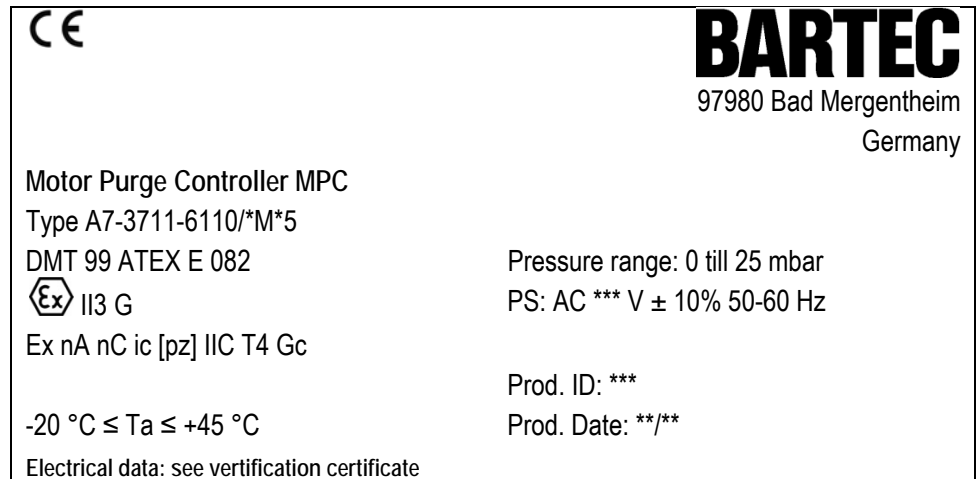 CE
BARTEC
97980 Bad Mergentheim
Germany
Motor Purge Controller MPC
Type A7-3711-6110/*M*5
DMT 99 ATEX E 082
Pressure range: 0 till 25 mbar
Ex II3 G
PS: AC *** V ± 10% 50-60 Hz
Ex nA nC ic [pz] IIC T4 Gc
Prod. ID: ***
-20 °C ≤ Ta ≤ +45 °C
Prod. Date: **/**
Electrical data: see vertification certificate